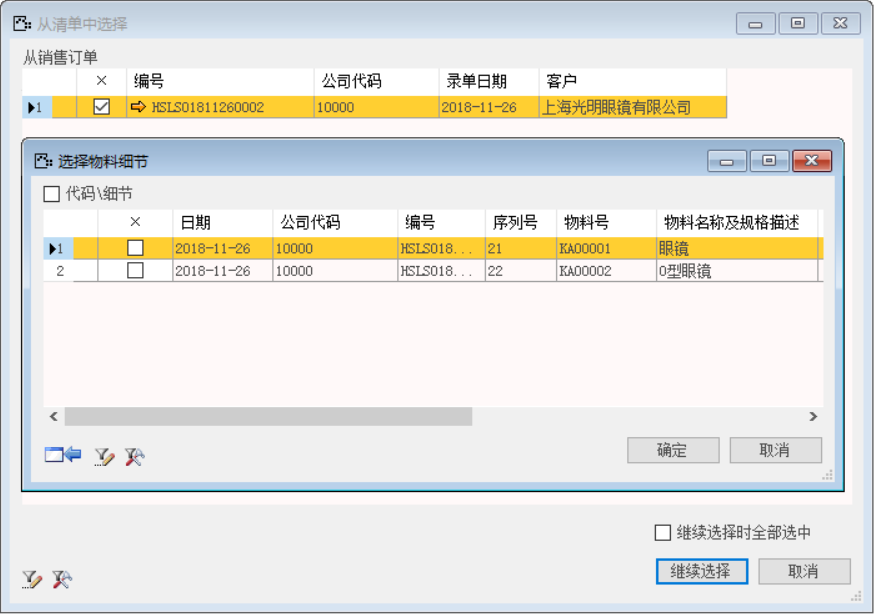 从清单中选择
从销售订单
× 编号 公司代码 录单日期 客户
1 HSLS01811260002 10000 2018-11-26 上海光明眼镜有限公司
选择物料细节
代码\细节
× 日期 公司代码 编号 序列号 物料号 物料名称及规格描述
1 2018-11-26 10000 HSLS018... 21 KA00001 眼镜
2 2018-11-26 10000 HSLS018... 22 KA00002 O型眼镜
确定 取消
继续选择时全部选中
继续选择 取消